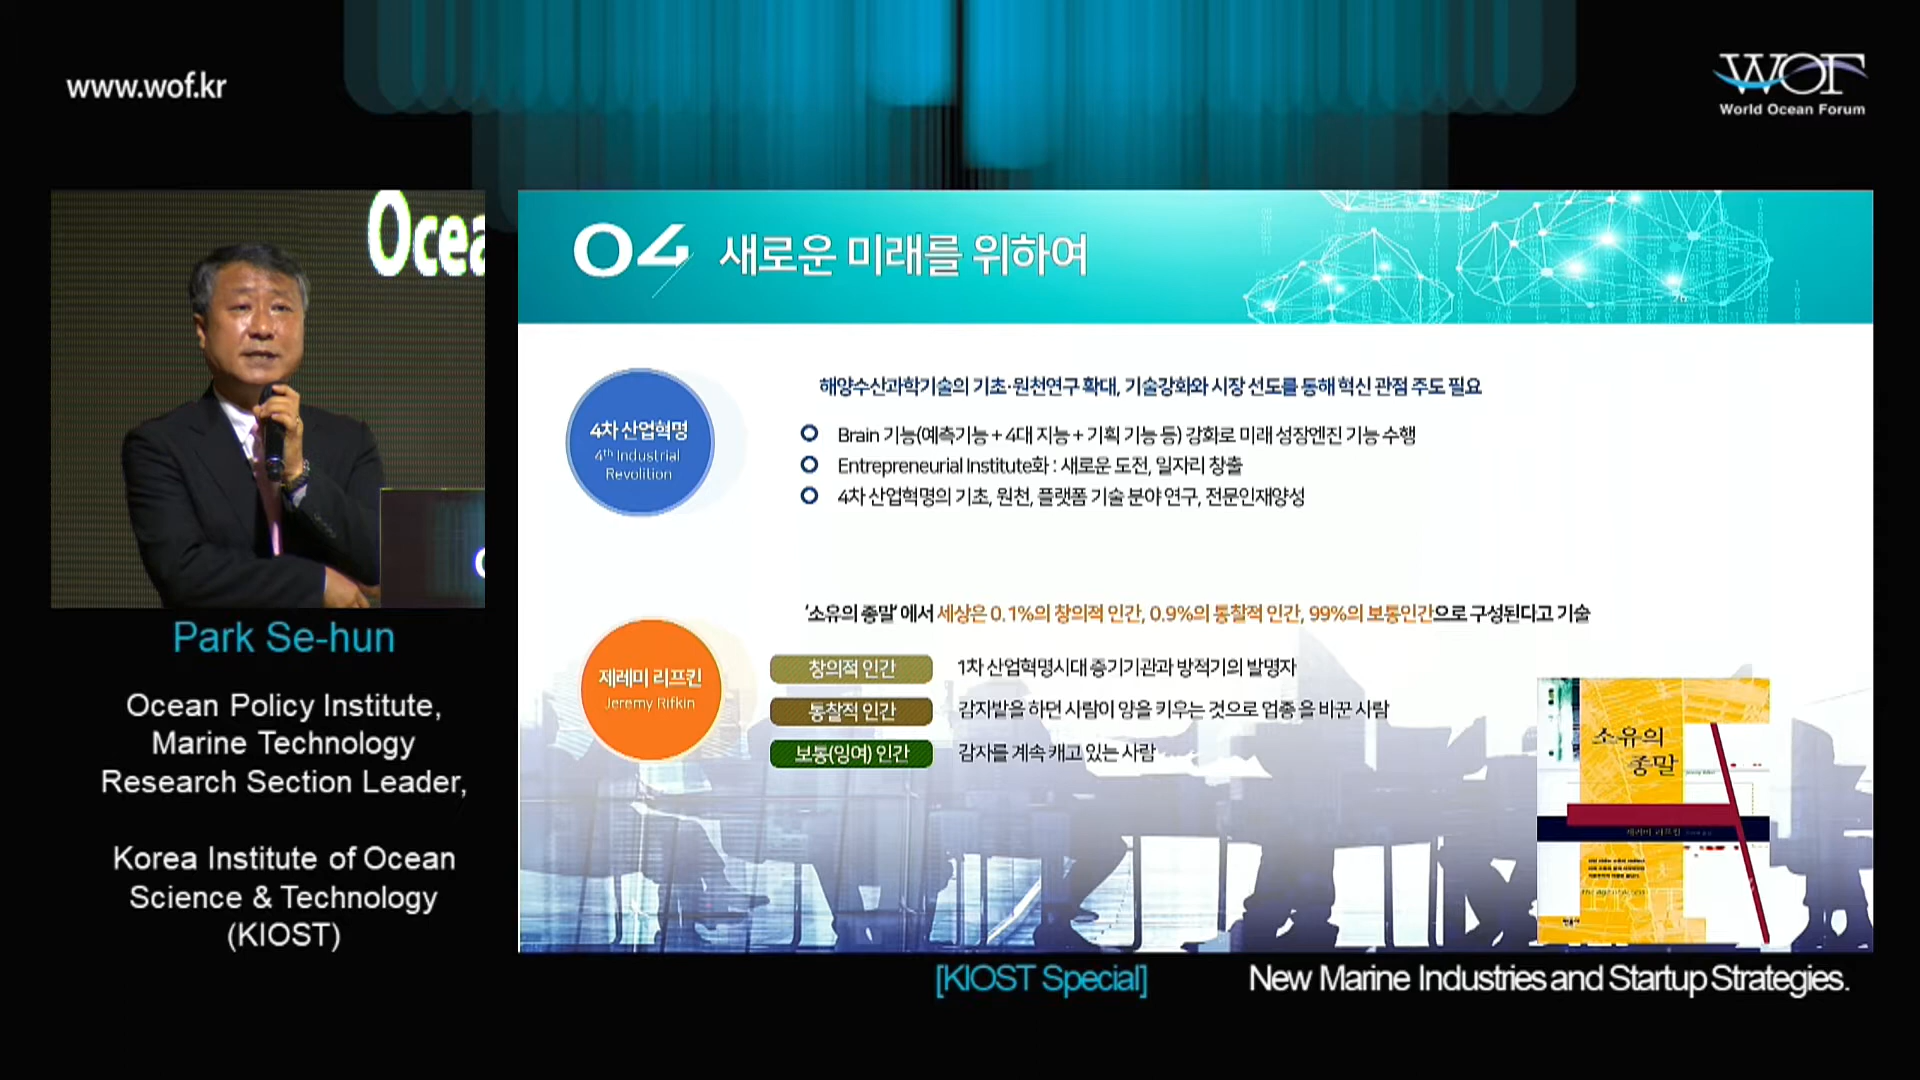 www.wof.kr
WOF
World Ocean Forum
Ocea
Park Se-hun
Ocean Policy Institute,
Marine Technology
Research Section Leader,
Korea Institute of Ocean
Science & Technology
(KIOST)
04 새로운 미래를 위하여
4차 산업혁명
4th Industrial
Revolition
해양수산과학기술의 기초·원천연구 확대, 기술강화와 시장 선도를 통해 혁신 관점 주도 필요
Brain 기능(예측기능 + 4대 지능 + 기획 기능 등) 강화로 미래 성장엔진 기능 수행
Entrepreneurial Institute화 : 새로운 도전, 일자리 창출
4차 산업혁명의 기초, 원천, 플랫폼 기술 분야 연구, 전문인재양성
제레미 리프킨
Jeremy Rifkin
‘소유의 종말’ 에서 세상은 0.1%의 창의적 인간, 0.9%의 통찰적 인간, 99%의 보통인간으로 구성된다고 기술
창의적 인간 1차 산업혁명시대 증기기관과 방적기의 발명자
통찰적 인간 감자밭을 하던 사람이 양을 키우는 것으로 업종을 바꾼 사람
보통(잉여) 인간 감자를 계속 캐고 있는 사람
소유의
종말
제레미 리프킨
[KIOST Special] New Marine Industries and Startup Strategies.